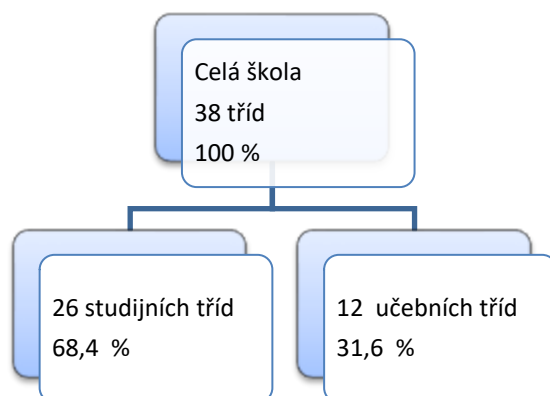 Celá škola
38 tříd
100 %
26 studijních tříd
68,4 %
12 učebních tříd
31,6 %